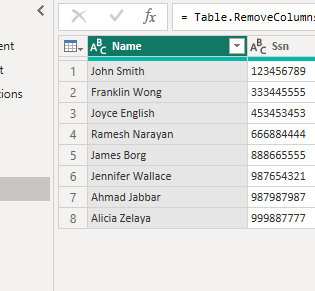 = Table.RemoveColumns
ent
t
ions
Name Ssn
1 John Smith 123456789
2 Franklin Wong 333445555
3 Joyce English 453453453
4 Ramesh Narayan 666884444
5 James Borg 888665555
6 Jennifer Wallace 987654321
7 Ahmad Jabbar 987987987
8 Alicia Zelaya 999887777